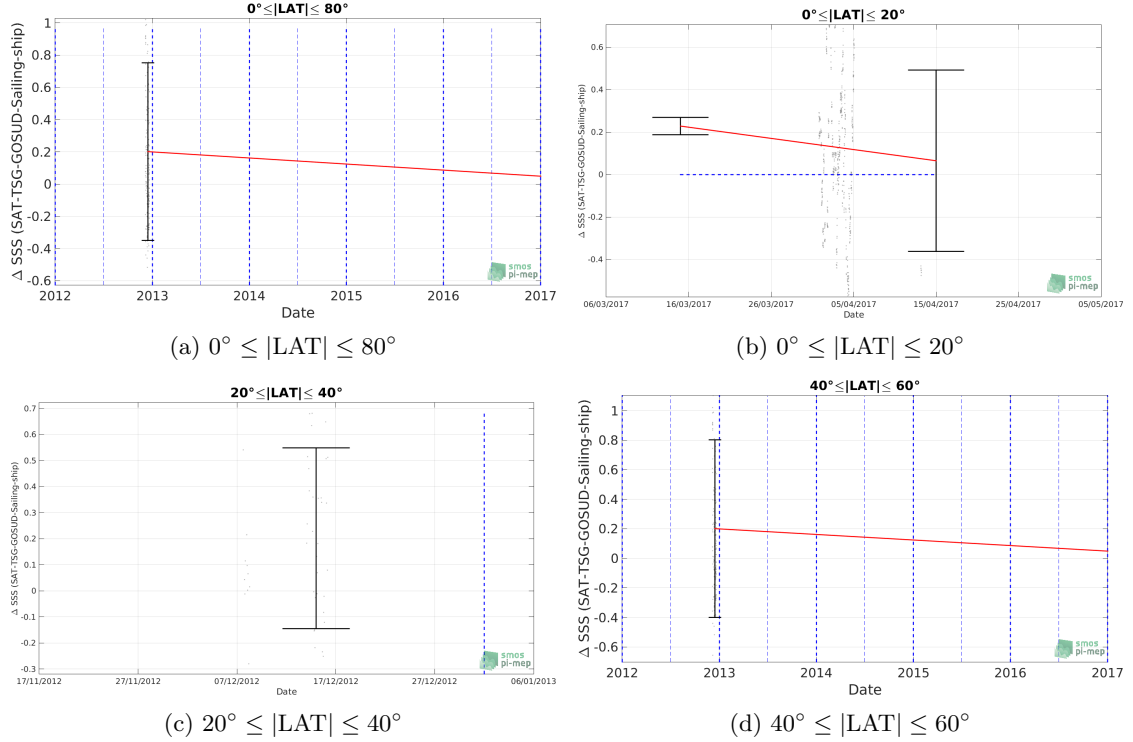 0°≤|LAT|≤ 80°
Δ SSS (SAT-TSG-GOSUD-Sailing-ship)
1
0.8
0.6
0.4
0.2
0
-0.2
-0.4
-0.6
2012 2013 2014 2015 2016 2017
Date
smos
pi-mep
(a) 0° ≤ |LAT| ≤ 80°
0°≤|LAT|≤ 20°
Δ SSS (SAT-TSG-GOSUD-Sailing-ship)
0.6
0.4
0.2
0
-0.2
-0.4
06/03/2017 16/03/2017 26/03/2017 05/04/2017 15/04/2017 25/04/2017 05/05/2017
Date
smos
pi-mep
(b) 0° ≤ |LAT| ≤ 20°
20°≤|LAT|≤ 40°
Δ SSS (SAT-TSG-GOSUD-Sailing-ship)
0.7
0.6
0.5
0.4
0.3
0.2
0.1
0
-0.1
-0.2
-0.3
17/11/2012 27/11/2012 07/12/2012 17/12/2012 27/12/2012 06/01/2013
Date
smos
pi-mep
(c) 20° ≤ |LAT| ≤ 40°
40°≤|LAT|≤ 60°
Δ SSS (SAT-TSG-GOSUD-Sailing-ship)
1
0.8
0.6
0.4
0.2
0
-0.2
-0.4
-0.6
2012 2013 2014 2015 2016 2017
Date
smos
pi-mep
(d) 40° ≤ |LAT| ≤ 60°